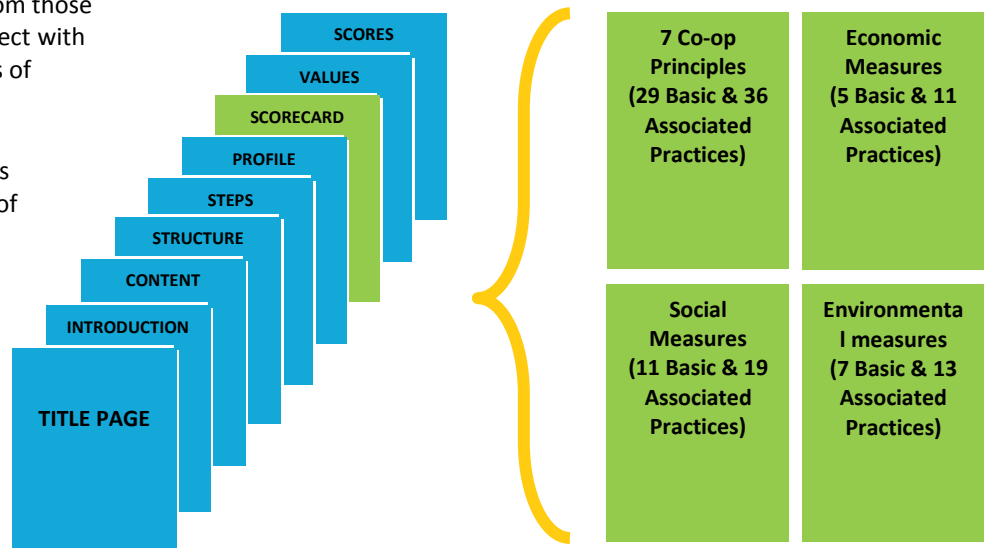 om those
ect with
s of
s
of
SCORES
VALUES
SCORECARD
PROFILE
STEPS
STRUCTURE
CONTENT
INTRODUCTION
TITLE PAGE
7 Co-op
Principles
(29 Basic & 36
Associated
Practices)
Economic
Measures
(5 Basic & 11
Associated
Practices)
Social
Measures
(11 Basic & 19
Associated
Practices)
Environmenta
l measures
(7 Basic & 13
Associated
Practices)